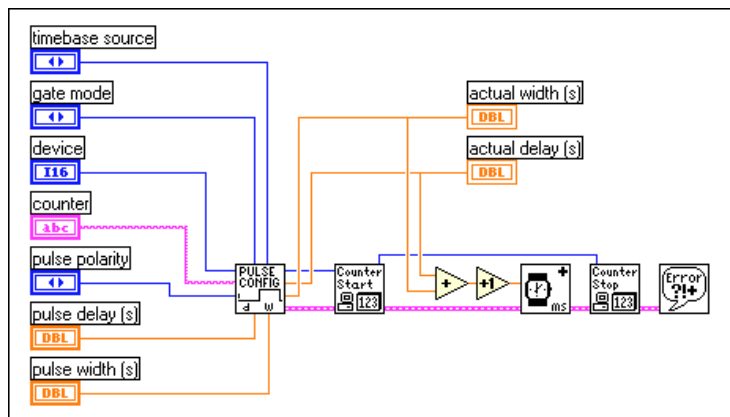 timebase source
gate mode
device
I16
counter
abc
pulse polarity
pulse delay (s)
DBL
pulse width (s)
DBL
PULSE
CONFIG
d W
Counter
Start
123
actual width (s)
DBL
actual delay (s)
DBL
+
+1
+
ms
Counter
Stop
123
Error
?!+